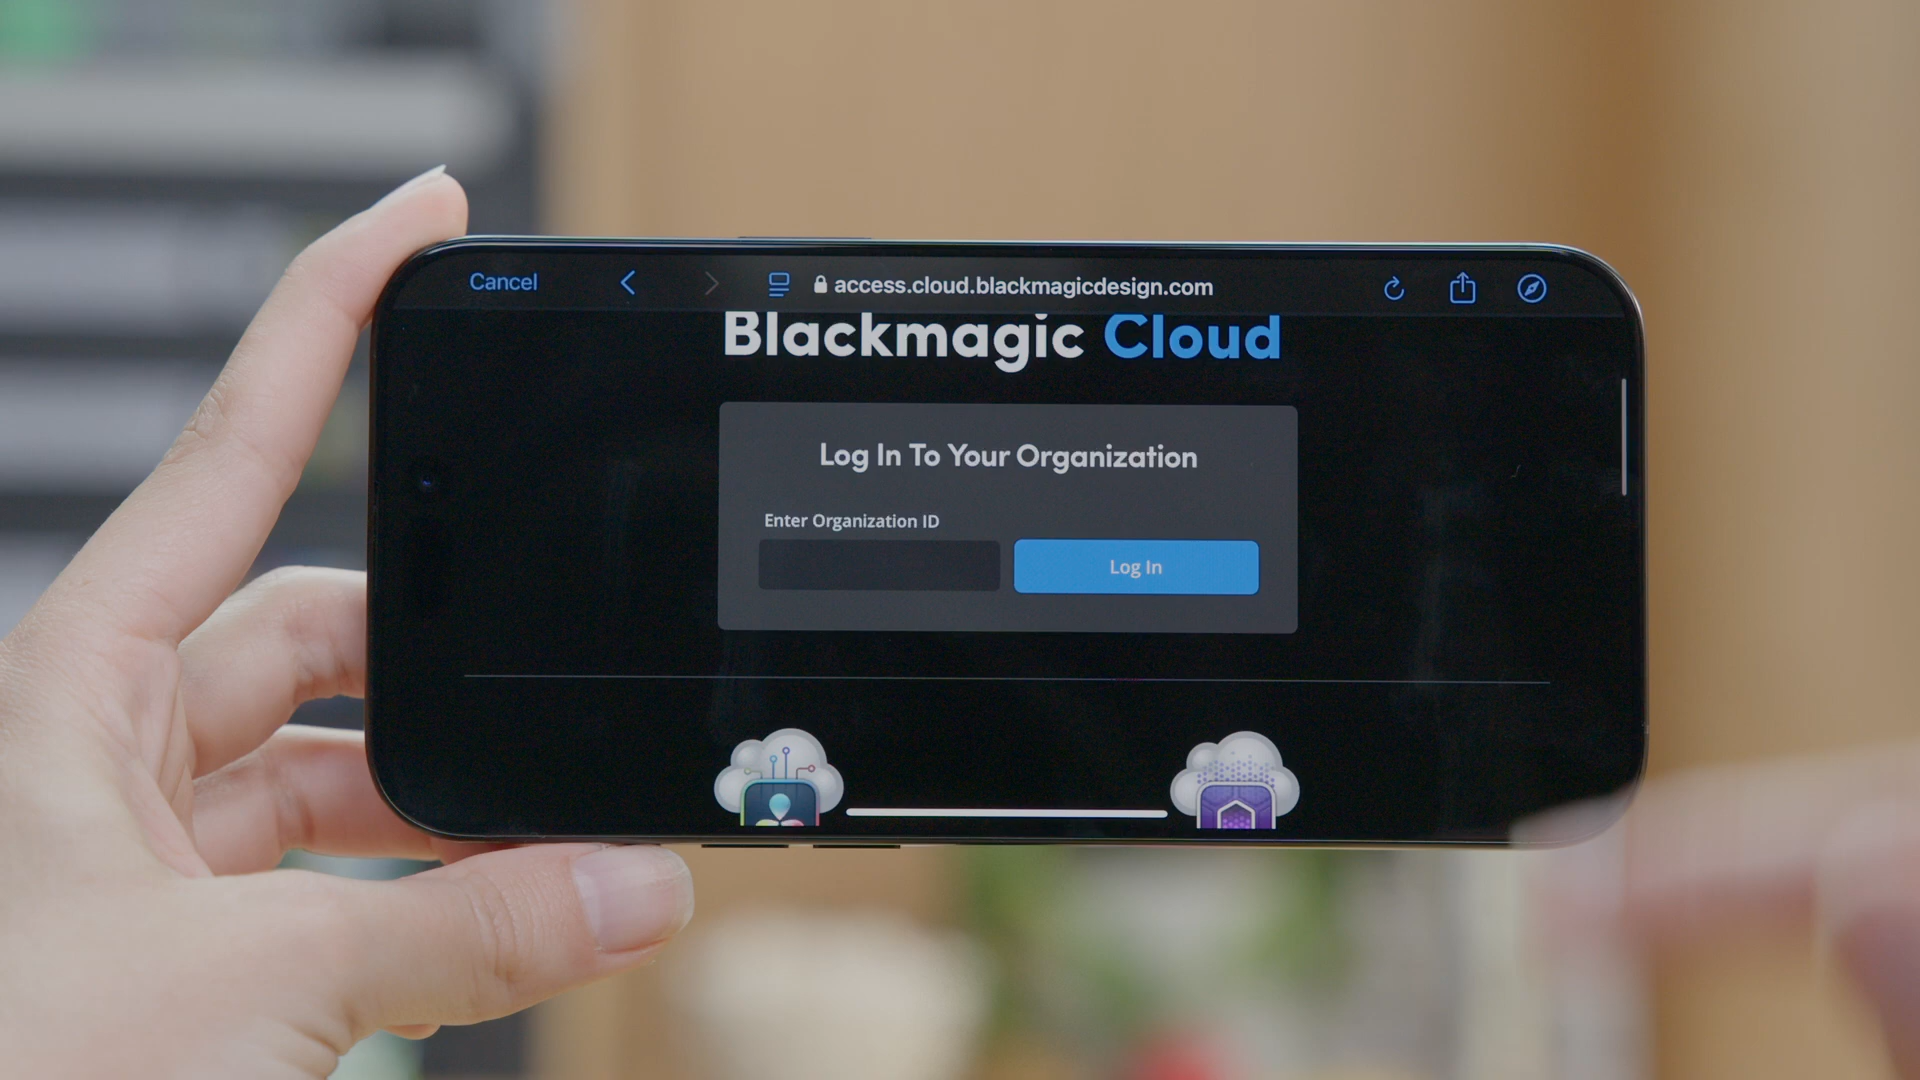 Cancel
access.cloud.blackmagicdesign.com
Blackmagic Cloud
Log In To Your Organization
Enter Organization ID
Log In